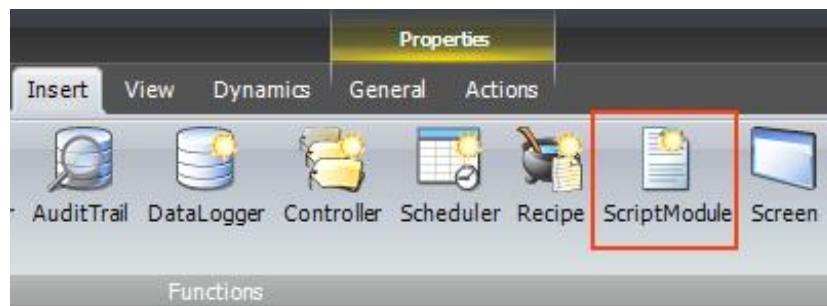 Properties
Insert View Dynamics General Actions
r AuditTrail DataLogger Controller Scheduler Recipe ScriptModule Screen
Functions